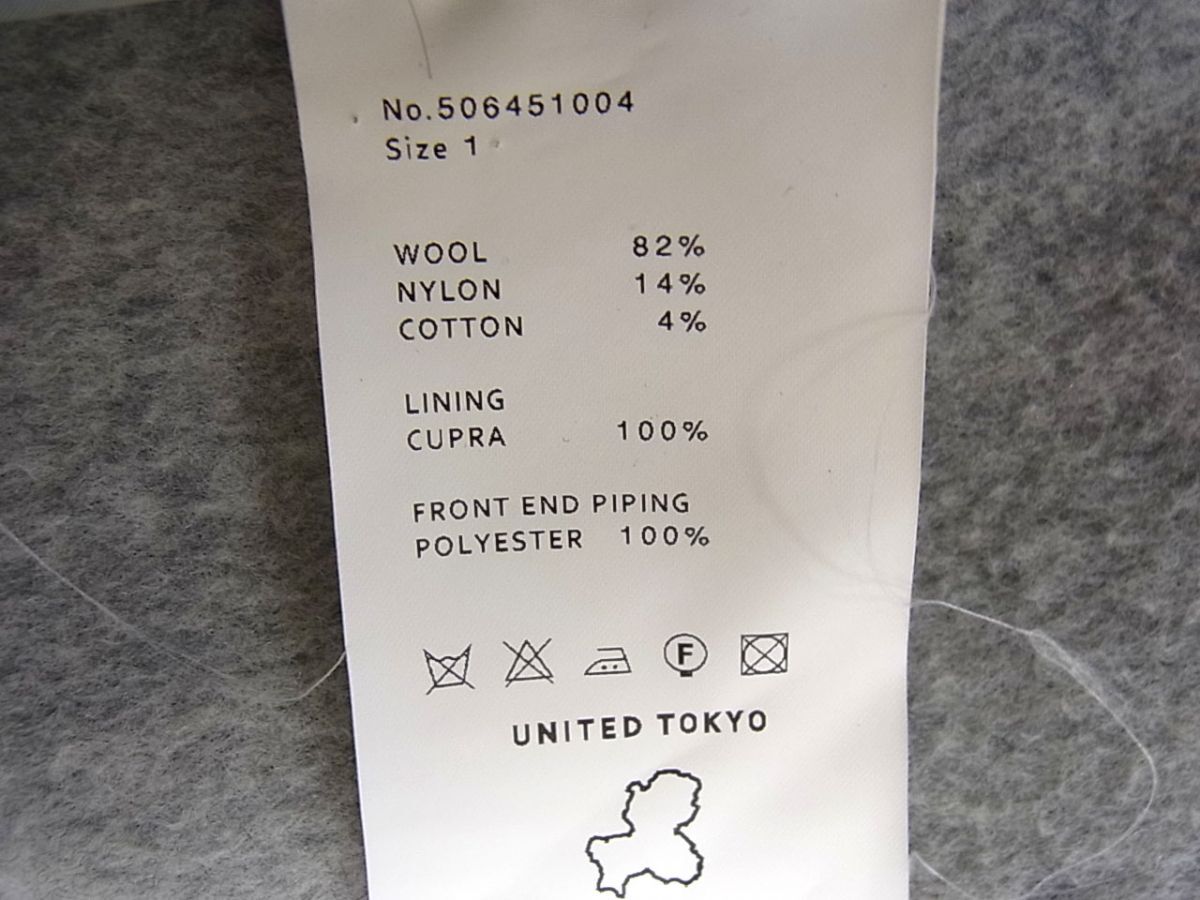 No.506451004
Size 1
WOOL 82%
NYLON 14%
COTTON 4%
LINING
CUPRA 100%
FRONT END PIPING
POLYESTER 100%
F
UNITED TOKYO